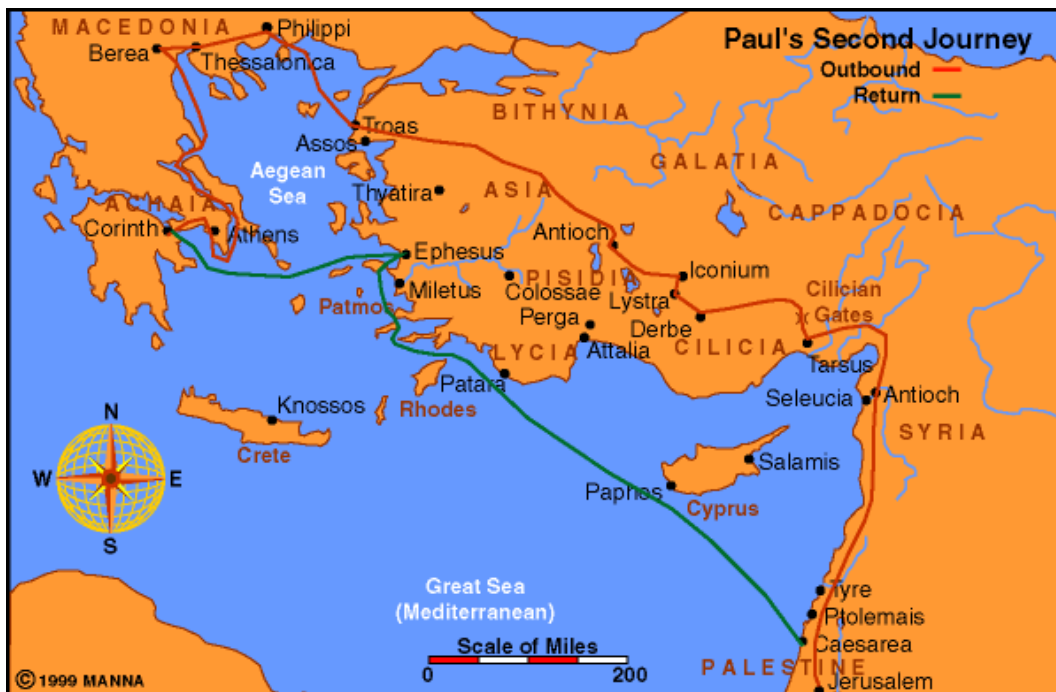 MACEDONIA
Philippi
Berea
Thessalonica
Paul's Second Journey
Outbound
Return
BITHYNIA
Troas
Assos
GALATIA
Aegean
Sea
Thyatira
ASIA
CAPPADOCIA
ACHAIA
Corinth
Athens
Antioch
Ephesus
PISIDIA
Iconium
Miletus
Colossae
Lystra
Cilician
Gates
Patmos
Perga
Derbe
LYCIA
Attalia
CILICIA
Tarsus
Patara
Rhodes
Seleucia
Antioch
Knossos
SYRIA
Crete
N
W
E
S
Salamis
Paphos
Cyprus
Great Sea
(Mediterranean)
Tyre
Ptolemais
Scale of Miles
Caesarea
0
200
PALESTINE
Jerusalem
©1999 MANNA